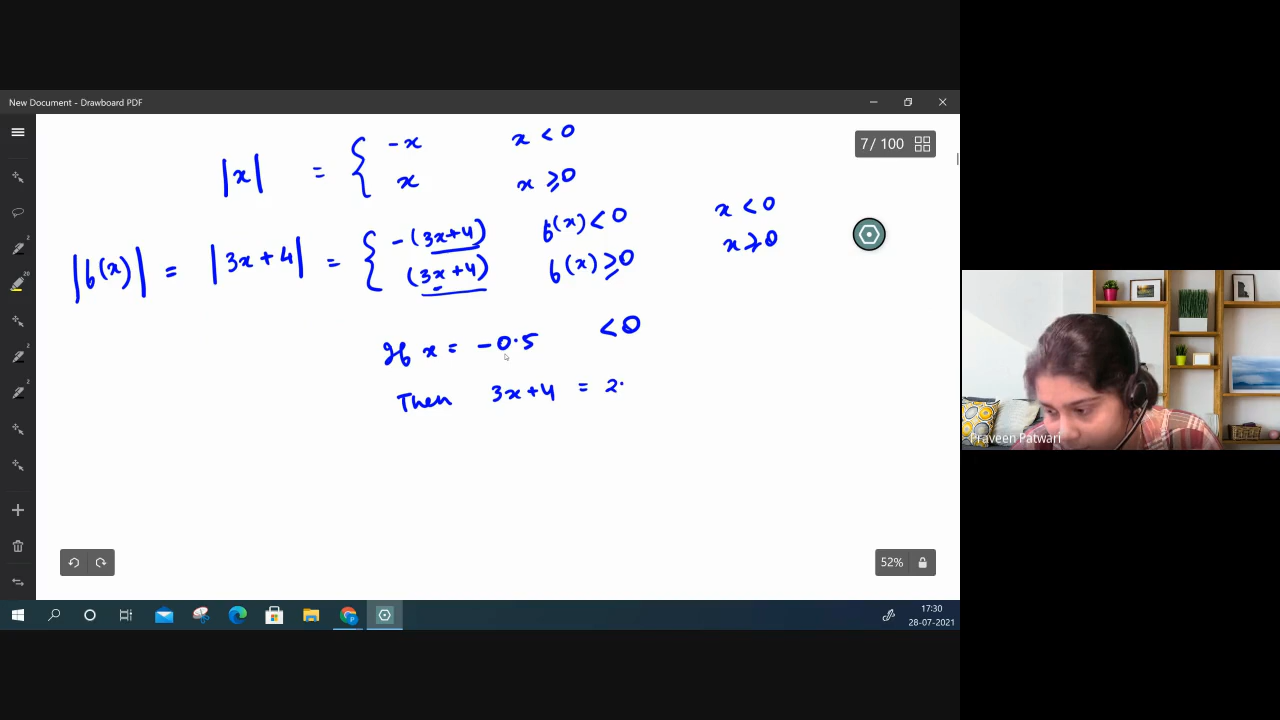 New Document - Drawboard PDF
7 / 100
|x| = { -x x < 0
x x ≥ 0
|f(x)| = |3x+4| = { -(3x+4) f(x) < 0 x < 0
(3x+4) f(x) ≥ 0 x ≥ 0
If x = -0.5 < 0
Then 3x+4 = 2.
Praveen Patwari
52%
17:30
28-07-2021